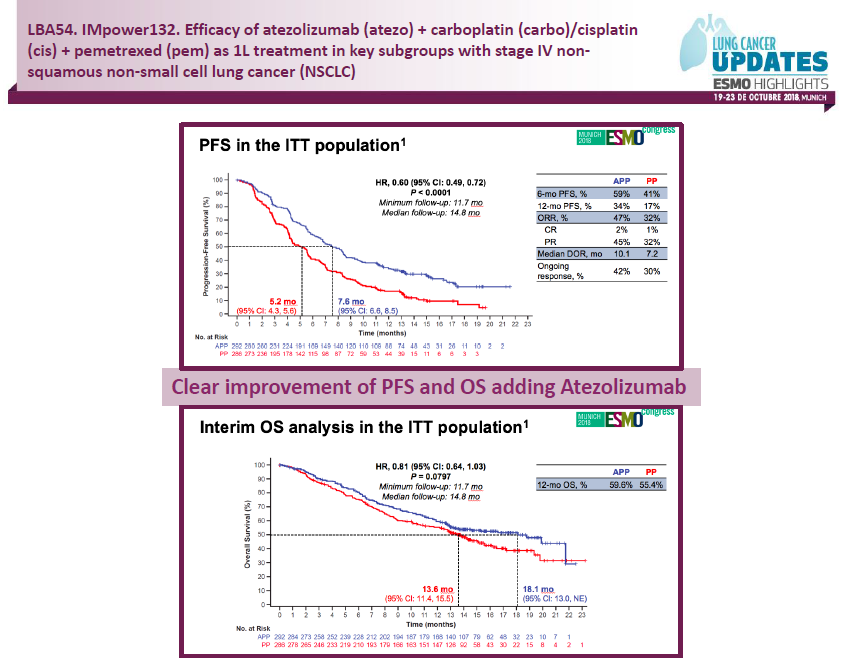 LBA54. IMpower132. Efficacy of atezolizumab (atezo) + carboplatin (carbo)/cisplatin
(cis) + pemetrexed (pem) as 1L treatment in key subgroups with stage IV non-
squamous non-small cell lung cancer (NSCLC)
LUNG CANCER
UPDATES
ESMO HIGHLIGHTS
19-23 DE OCTUBRE 2018, MUNICH
PFS in the ITT population1
MUNICH
2018
ESMO congress
HR, 0.60 (95% CI: 0.49, 0.72)
P < 0.0001
Minimum follow-up: 11.7 mo
Median follow-up: 14.8 mo
APP PP
6-mo PFS, % 59% 41%
12-mo PFS, % 34% 17%
ORR, % 47% 32%
CR 2% 1%
PR 45% 32%
Median DOR, mo 10.1 7.2
Ongoing
response, % 42% 30%
Progression-Free Survival (%)
100
90
80
70
60
50
40
30
20
10
0
5.2 mo
(95% CI: 4.3, 5.6)
7.6 mo
(95% CI: 6.6, 8.5)
0 1 2 3 4 5 6 7 8 9 10 11 12 13 14 15 16 17 18 19 20 21 22 23
Time (months)
No. at Risk
APP 292 265 231 224 191 169 149 140 126 116 109 88 74 48 43 31 26 11 10 2 2
PP 286 273 236 195 178 142 115 98 87 72 59 53 44 39 15 11 6 6 3 3
Clear improvement of PFS and OS adding Atezolizumab
Interim OS analysis in the ITT population1
MUNICH
2018
ESMO congress
HR, 0.81 (95% CI: 0.64, 1.03)
P = 0.0797
Minimum follow-up: 11.7 mo
Median follow-up: 14.8 mo
APP PP
12-mo OS, % 59.6% 55.4%
Overall Survival (%)
100
90
80
70
60
50
40
30
20
10
0
13.6 mo
(95% CI: 11.4, 15.5)
18.1 mo
(95% CI: 13.0, NE)
0 1 2 3 4 5 6 7 8 9 10 11 12 13 14 15 16 17 18 19 20 21 22 23
Time (months)
No. at Risk
APP 292 284 273 258 252 239 228 212 202 194 187 179 168 140 107 79 62 48 32 23 10 7 1
PP 286 278 265 246 233 219 210 193 179 166 163 151 147 126 92 58 43 30 22 15 8 4 2 1